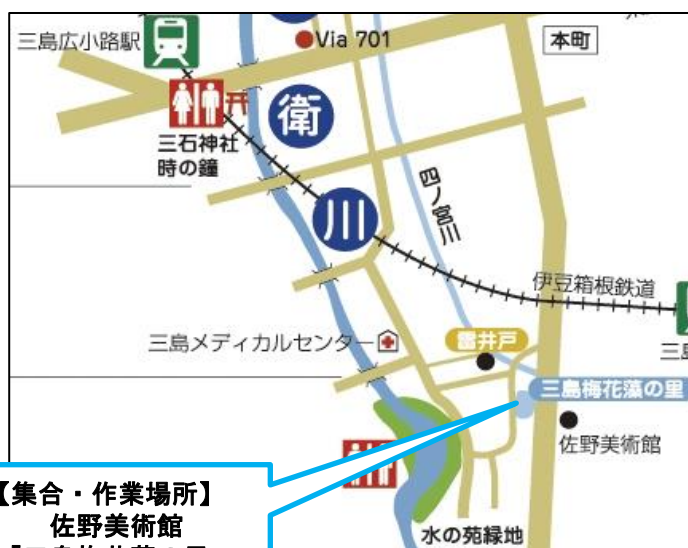 三島広小路駅
Via 701
本町
衛
三石神社
時の鐘
川
四ノ宮川
伊豆箱根鉄道
三島メディカルセンター
雷井戸
三島梅花藻の里
佐野美術館
【集合・作業場所】
佐野美術館
水の苑緑地